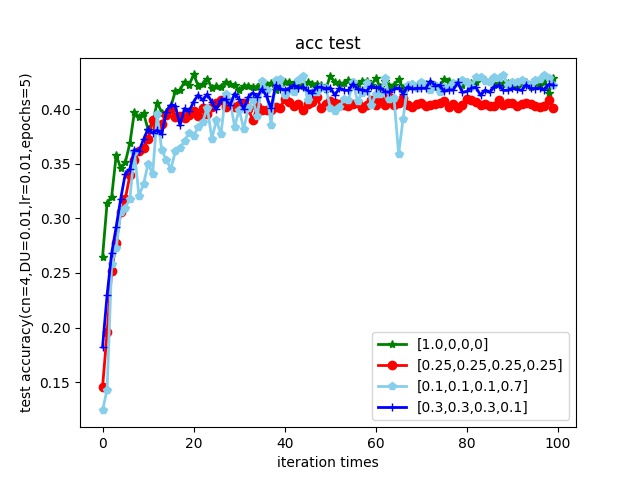 acc test
test accuracy(cn=4,DU=0.01,lr=0.01,epochs=5)
0.40
0.35
0.30
0.25
0.20
0.15
[1.0,0,0,0]
[0.25,0.25,0.25,0.25]
[0.1,0.1,0.1,0.7]
[0.3,0.3,0.3,0.1]
0 20 40 60 80 100
iteration times